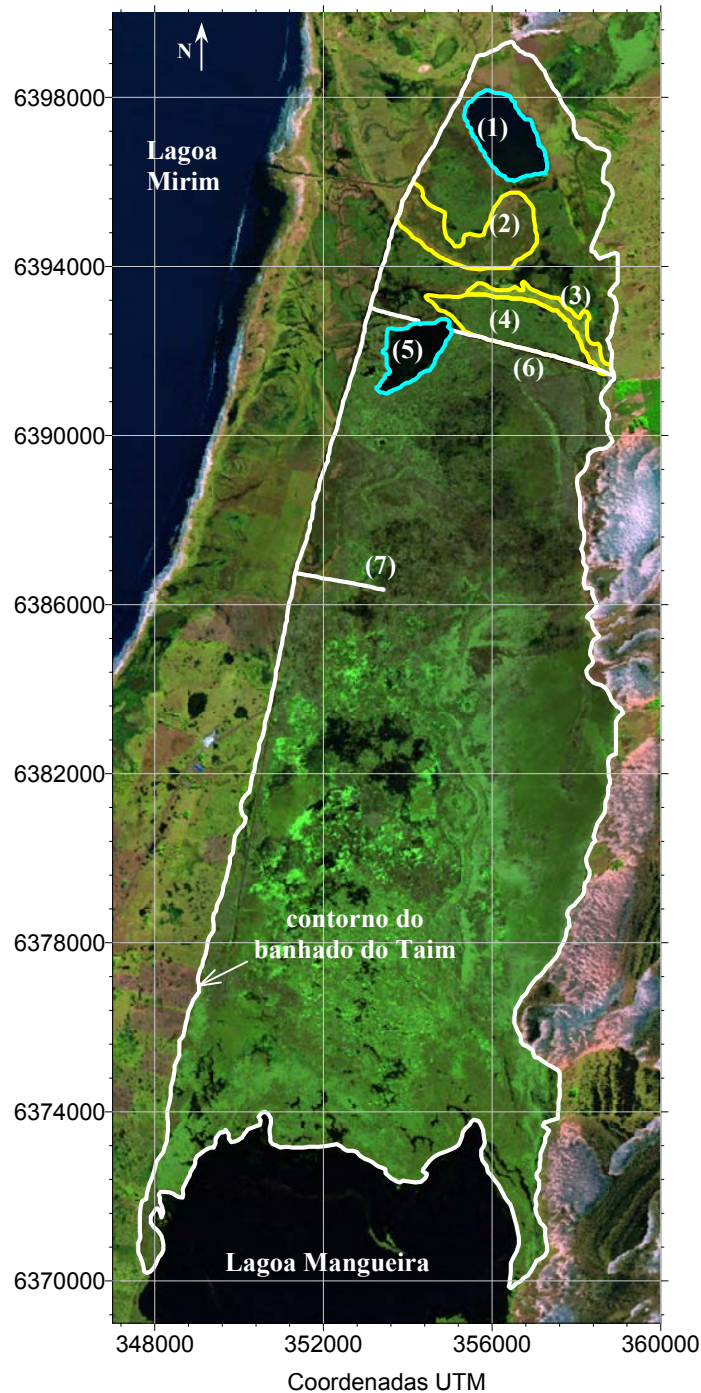 N
6398000
(1)
Lagoa
Mirim
(2)
6394000
(3)
(4)
(5)
(6)
6390000
(7)
6386000
6382000
contorno do
banhado do Taim
6378000
6374000
Lagoa Mangueira
6370000
348000 352000 356000 360000
Coordenadas UTM